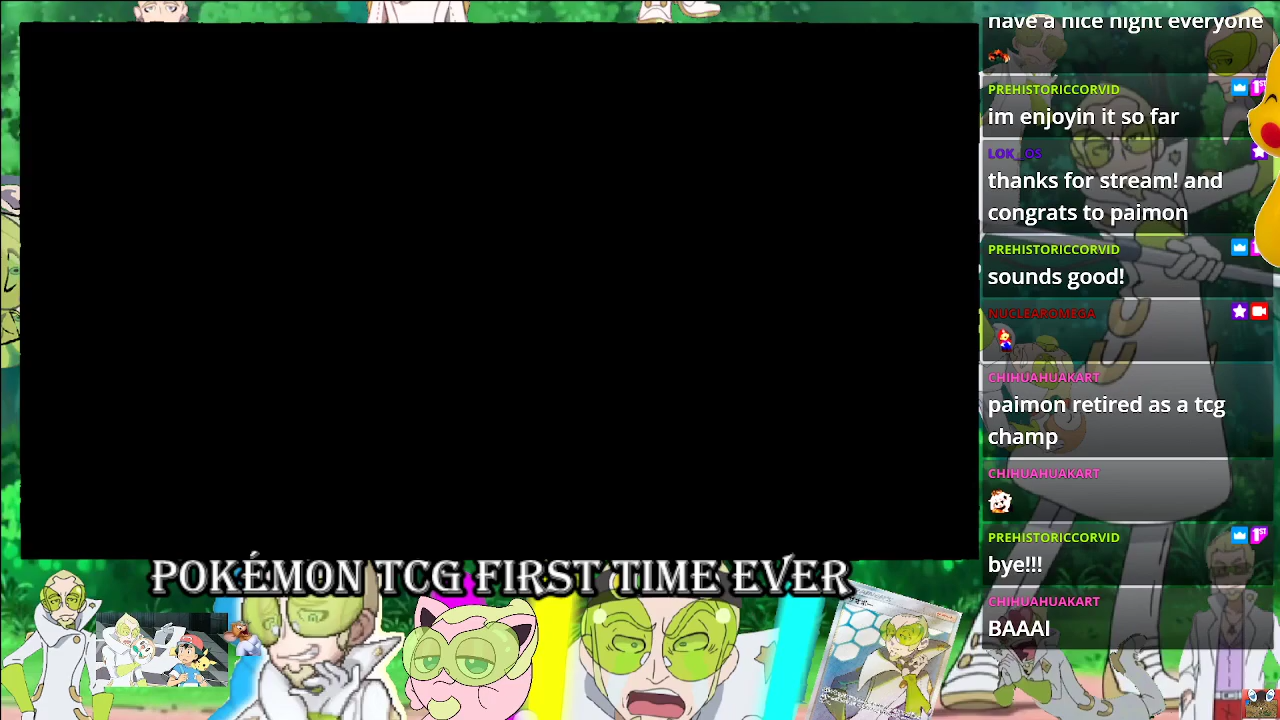 have a nice night everyone
PREHISTORICCORVID
im enjoyin it so far
LOK_OS
thanks for stream! and
congrats to paimon
PREHISTORICCORVID
sounds good!
NUCLEAROMEGA
CHIHUAHUAKART
paimon retired as a tcg
champ
CHIHUAHUAKART
PREHISTORICCORVID
bye!!!
CHIHUAHUAKART
BAAAI
POKÉMON TCG FIRST TIME EVER